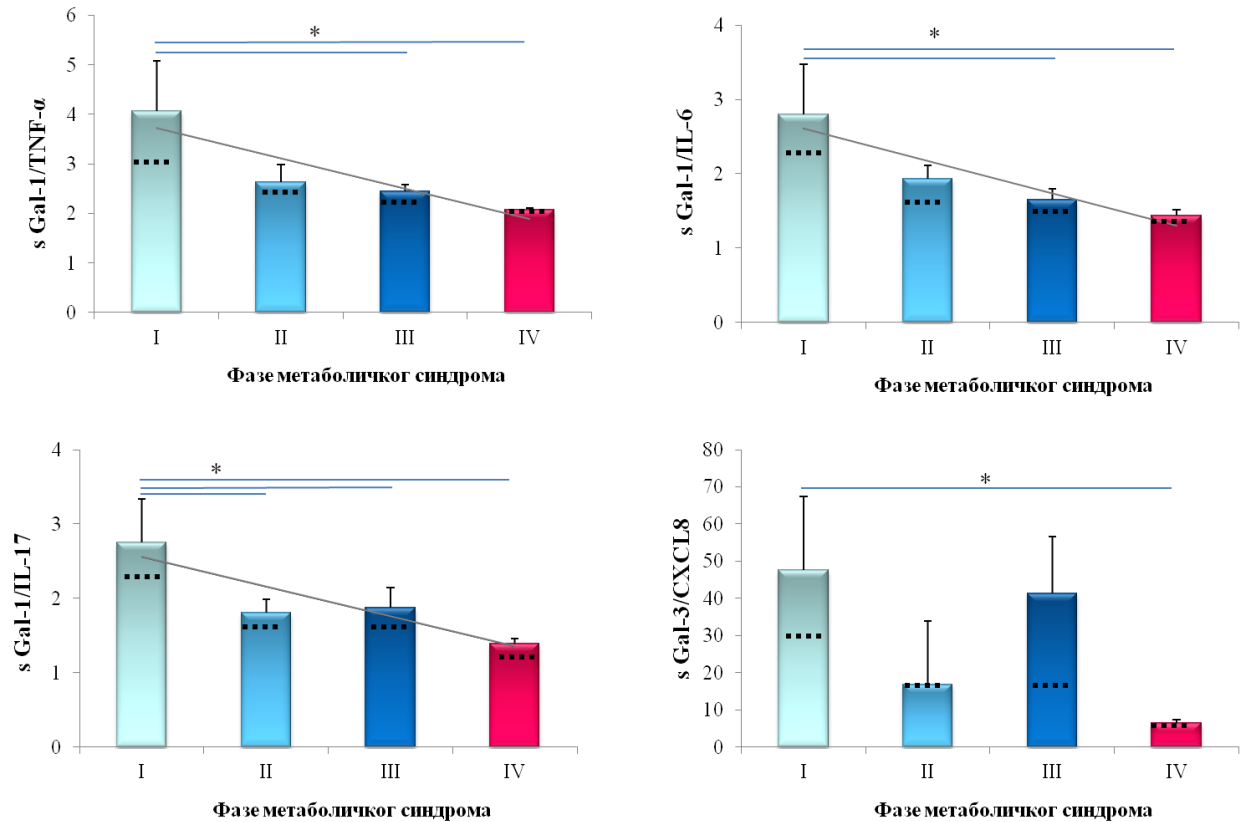 s Gal-1/TNF-α
6
5
4
3
2
1
0
*
I II III IV
Фазе метаболичког синдрома
s Gal-1/IL-6
4
3
2
1
0
*
I II III IV
Фазе метаболичког синдрома
s Gal-1/IL-17
4
3
2
1
0
*
I II III IV
Фазе метаболичког синдрома
s Gal-3/CXCL8
80
70
60
50
40
30
20
10
0
*
I II III IV
Фазе метаболичког синдрома